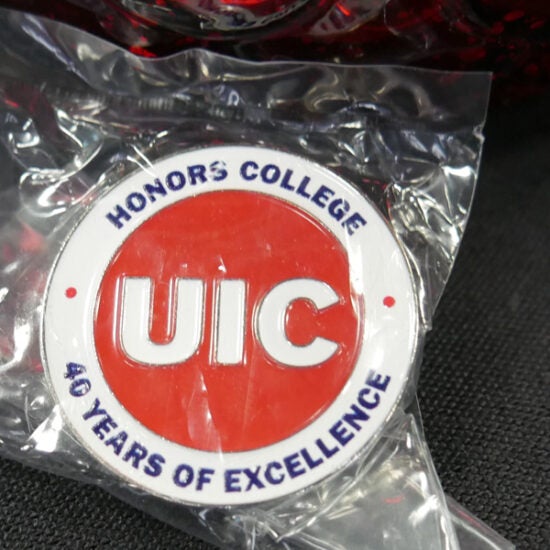 HONORS COLLEGE
UIC
40 YEARS OF EXCELLENCE